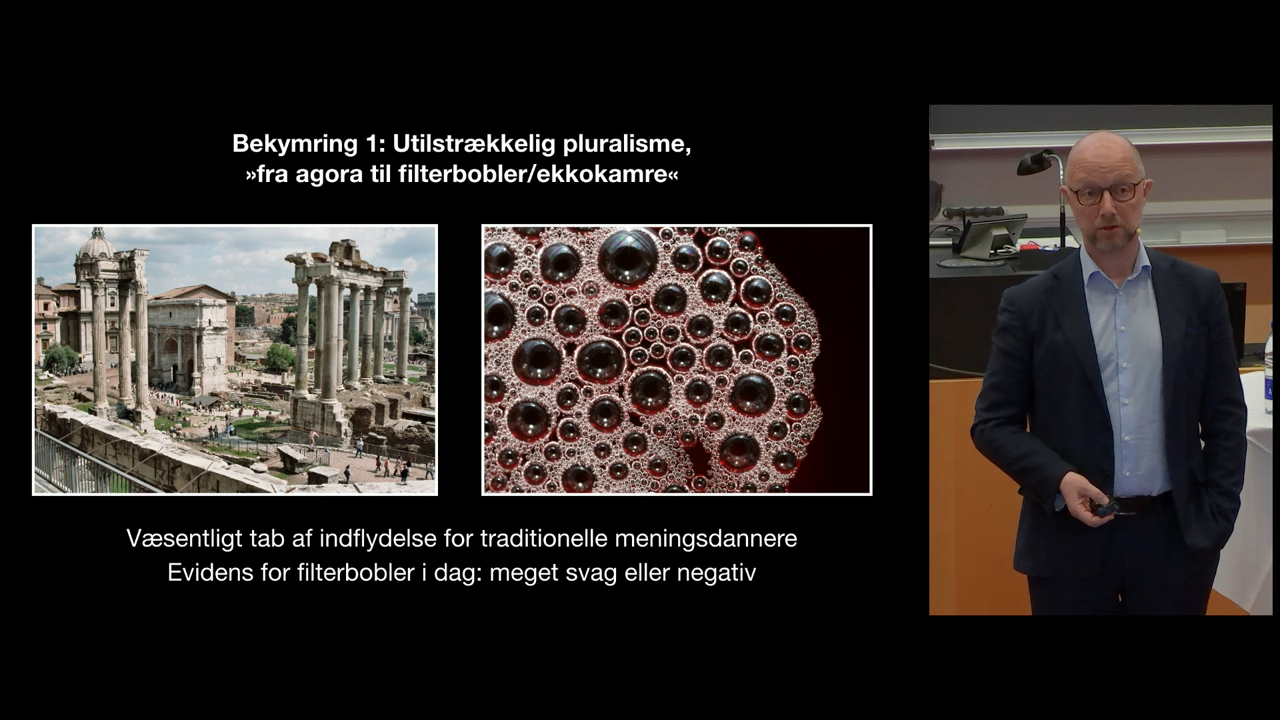 Bekymring 1: Utilstrækkelig pluralisme,
»fra agora til filterbobler/ekkokamre«
Væsentligt tab af indflydelse for traditionelle meningsdannere
Evidens for filterbobler i dag: meget svag eller negativ